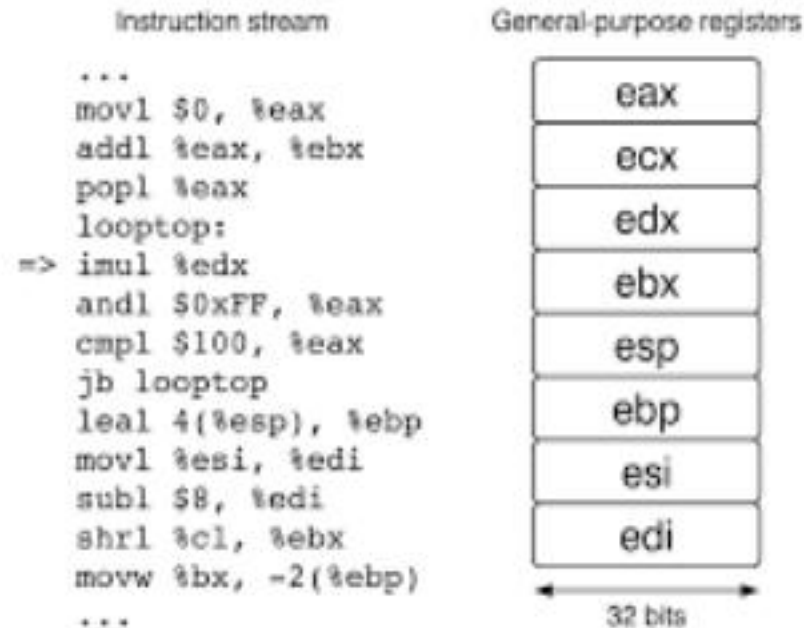 Instruction stream
...
movl $0, %eax
addl %eax, %ebx
popl %eax
looptop:
=> imul %edx
andl $0xFF, %eax
cmpl $100, %eax
jb looptop
leal 4(%esp), %ebp
movl %esi, %edi
subl $8, %edi
shrl %cl, %ebx
movw %bx, -2(%ebp)
...
General-purpose registers
eax
ecx
edx
ebx
esp
ebp
esi
edi
32 bits